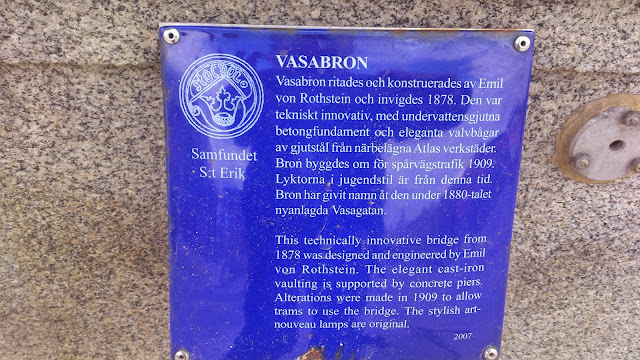 STOCHOLM
Samfundet
S:t Erik
VASABRON
Vasabron ritades och konstruerades av Emil
von Rothstein och invigdes 1878. Den var
tekniskt innovativ, med undervattensgjutna
betongfundament och eleganta valvbågar
av gjutstål från närbelägna Atlas verkstäder.
Bron byggdes om för spårvägstrafik 1909.
Lyktorna i jugendstil är från denna tid.
Bron har givit namn åt den under 1880-talet
nyanlagda Vasagatan.
This technically innovative bridge from
1878 was designed and engineered by Emil
von Rothstein. The elegant cast-iron
vaulting is supported by concrete piers.
Alterations were made in 1909 to allow
trams to use the bridge. The stylish art-
nouveau lamps are original.
2007